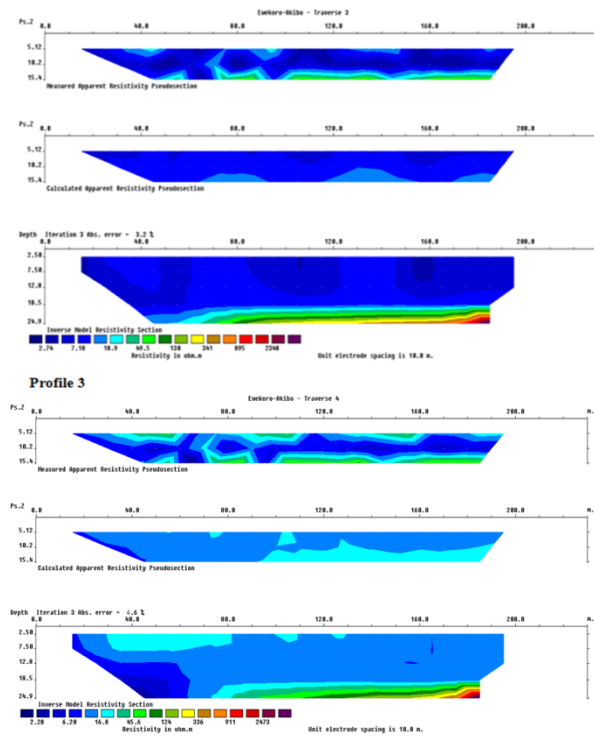 Ewekoro-Akibo - Traverse 3
Ps.Z
0.0 40.0 80.0 120.0 160.0 200.0
5.12
10.2
15.4
Measured Apparent Resistivity Pseudosection
Ps.Z
0.0 40.0 80.0 120.0 160.0 200.0
5.12
10.2
15.4
Calculated Apparent Resistivity Pseudosection
Depth Iteration 3 Abs. error = 3.2 %
0.0 40.0 80.0 120.0 160.0 200.0
2.50
7.50
12.8
18.5
24.9
Inverse Model Resistivity Section
2.74 7.18 18.9 49.5 130 341 895 2348
Resistivity in ohm.m Unit electrode spacing is 10.0 m.
Profile 3
Ewekoro-Akibo - Traverse 4
Ps.Z
0.0 40.0 80.0 120.0 160.0 200.0 m.
5.12
10.2
15.4
Measured Apparent Resistivity Pseudosection
Ps.Z
0.0 40.0 80.0 120.0 160.0 200.0 m.
5.12
10.2
15.4
Calculated Apparent Resistivity Pseudosection
Depth Iteration 3 Abs. error = 4.6 %
0.0 40.0 80.0 120.0 160.0 200.0 m.
2.50
7.50
12.8
18.5
24.9
Inverse Model Resistivity Section
2.28 6.20 16.8 45.6 124 336 911 2473
Resistivity in ohm.m Unit electrode spacing is 10.0 m.